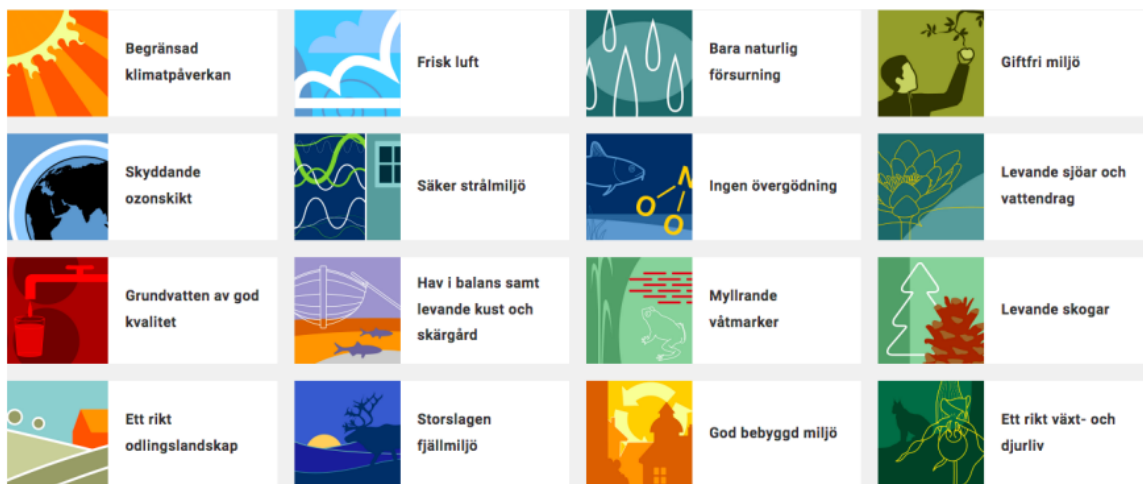 Begränsad
klimatpåverkan
Frisk luft
Bara naturlig
försurning
Giftfri miljö
Skyddande
ozonskikt
Säker strålmiljö
Ingen övergödning
N
O
O
Levande sjöar och
vattendrag
Grundvatten av god
kvalitet
Hav i balans samt
levande kust och
skärgård
Myllrande
våtmarker
Levande skogar
Ett rikt
odlingslandskap
Storslagen
fjällmiljö
God bebyggd miljö
Ett rikt växt- och
djurliv